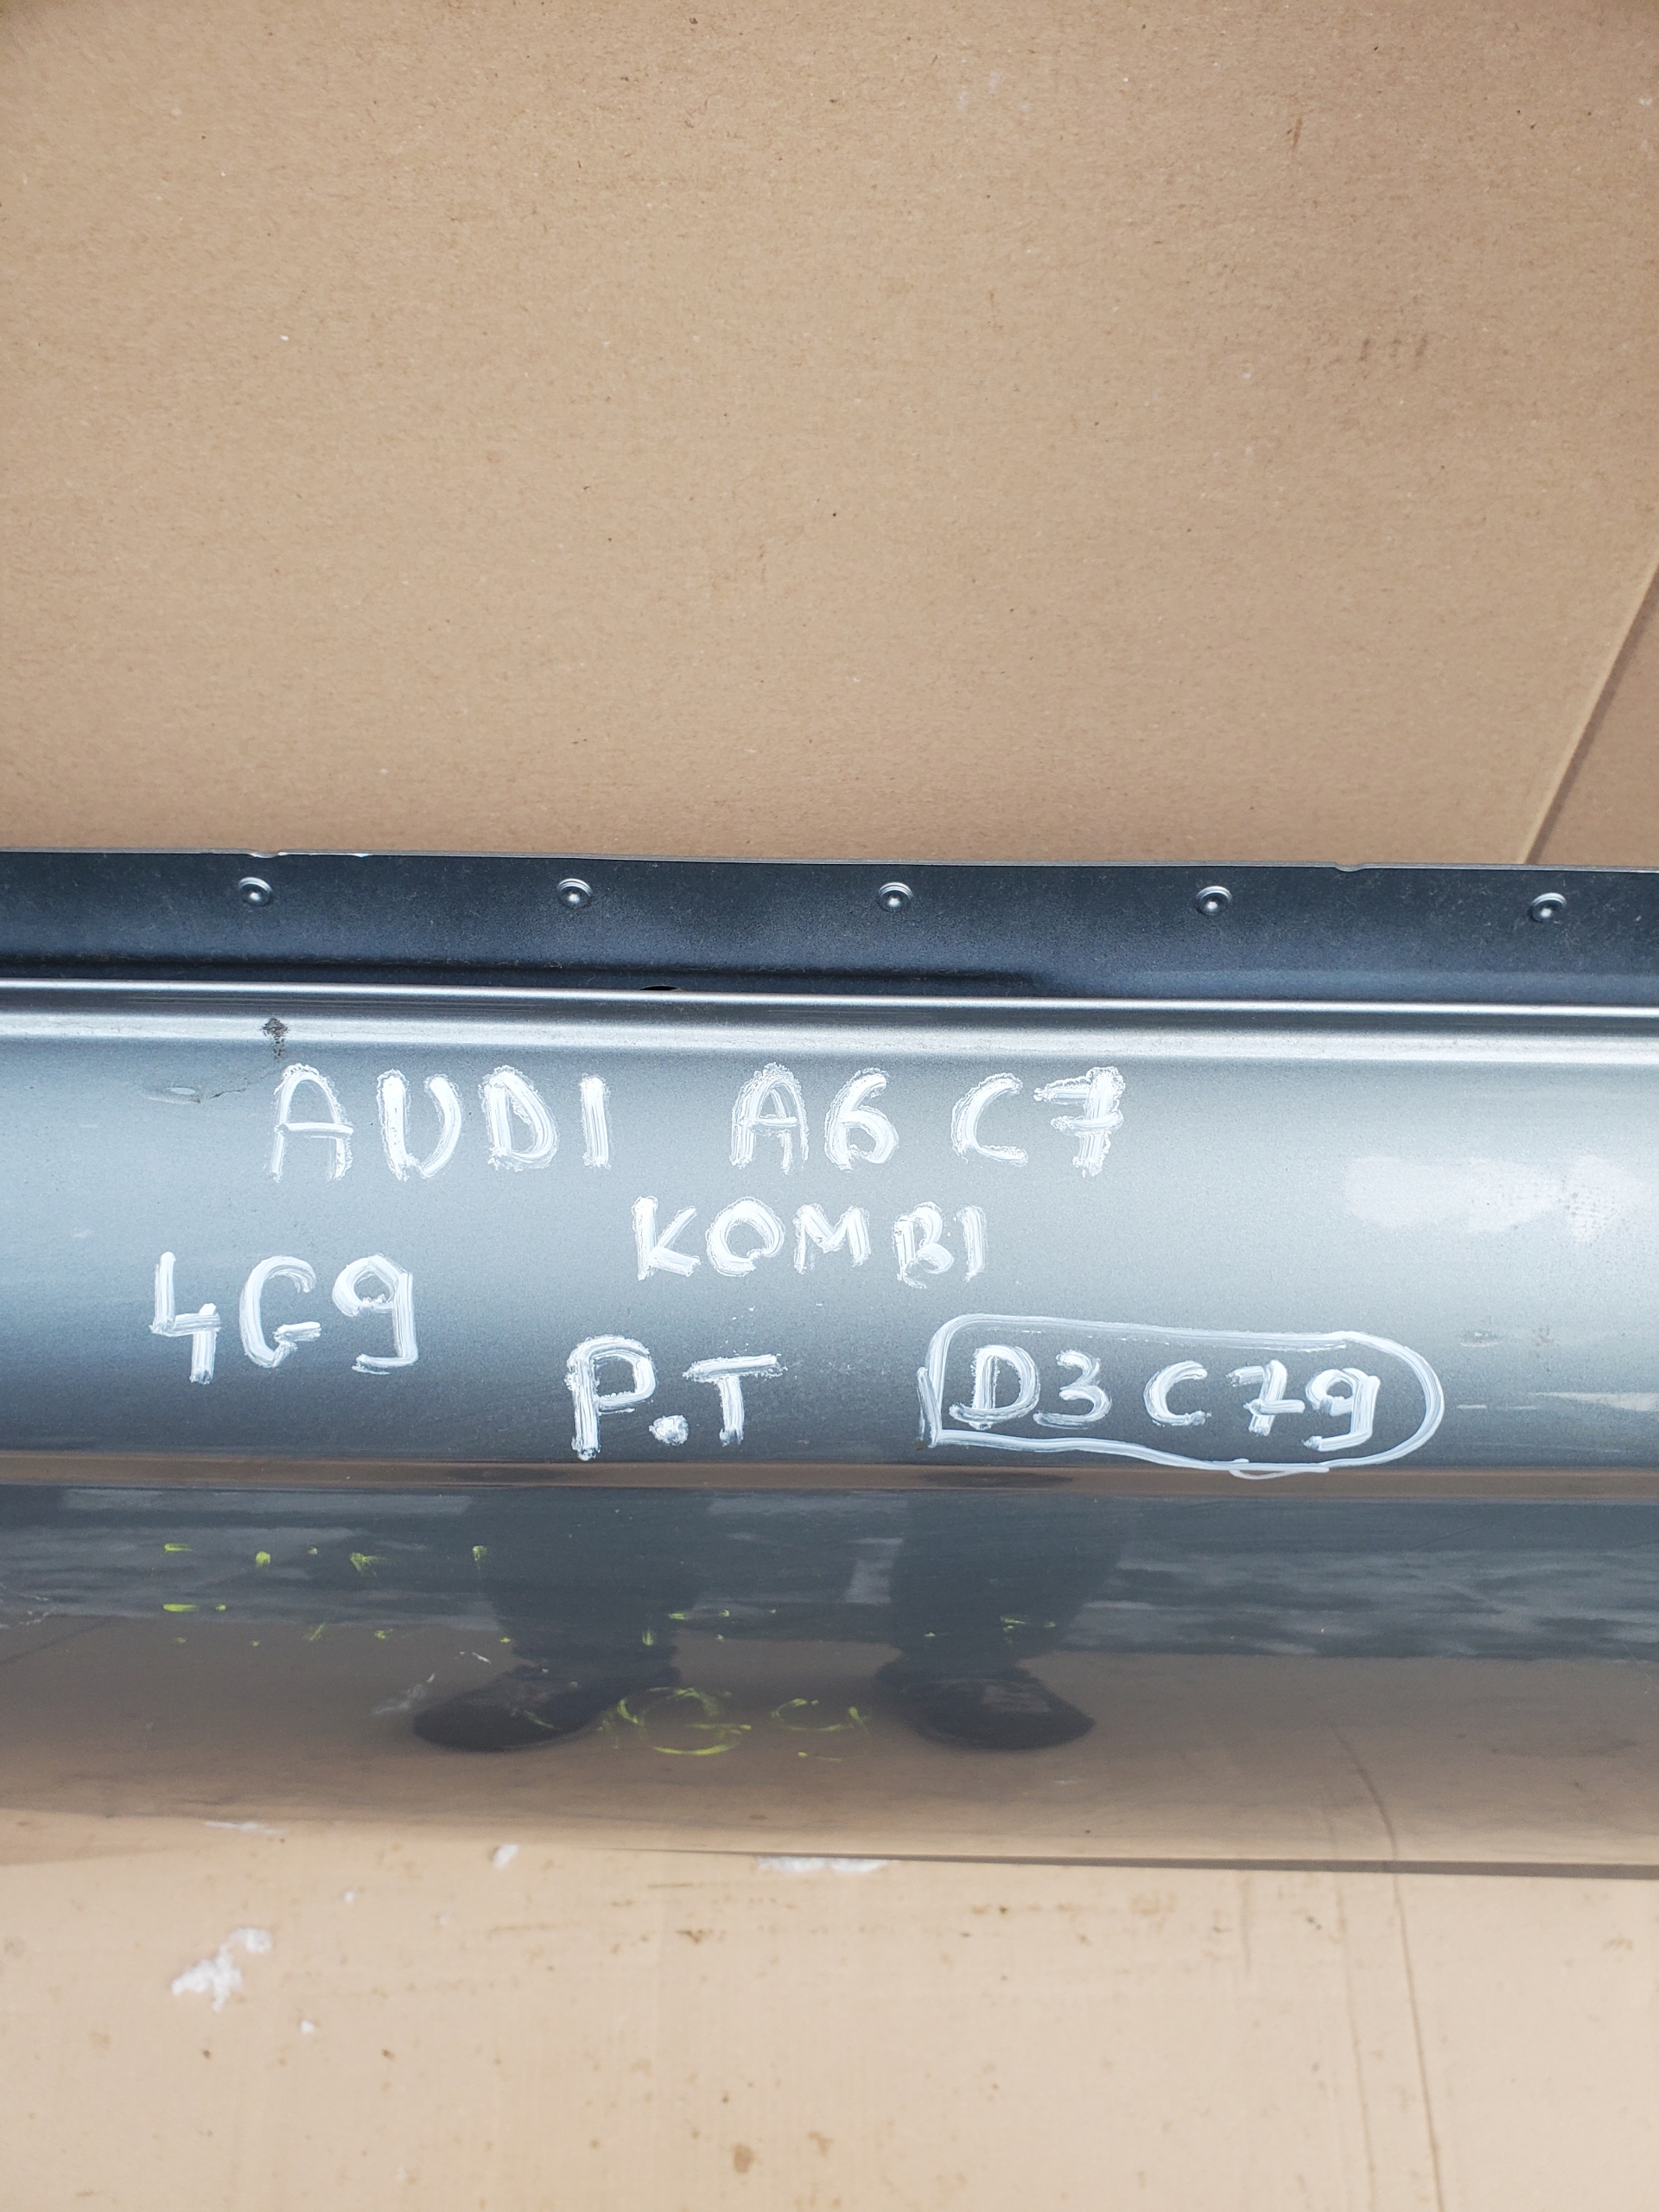 AUDI A6 C7
KOMBI
4G9
P.T D3C79